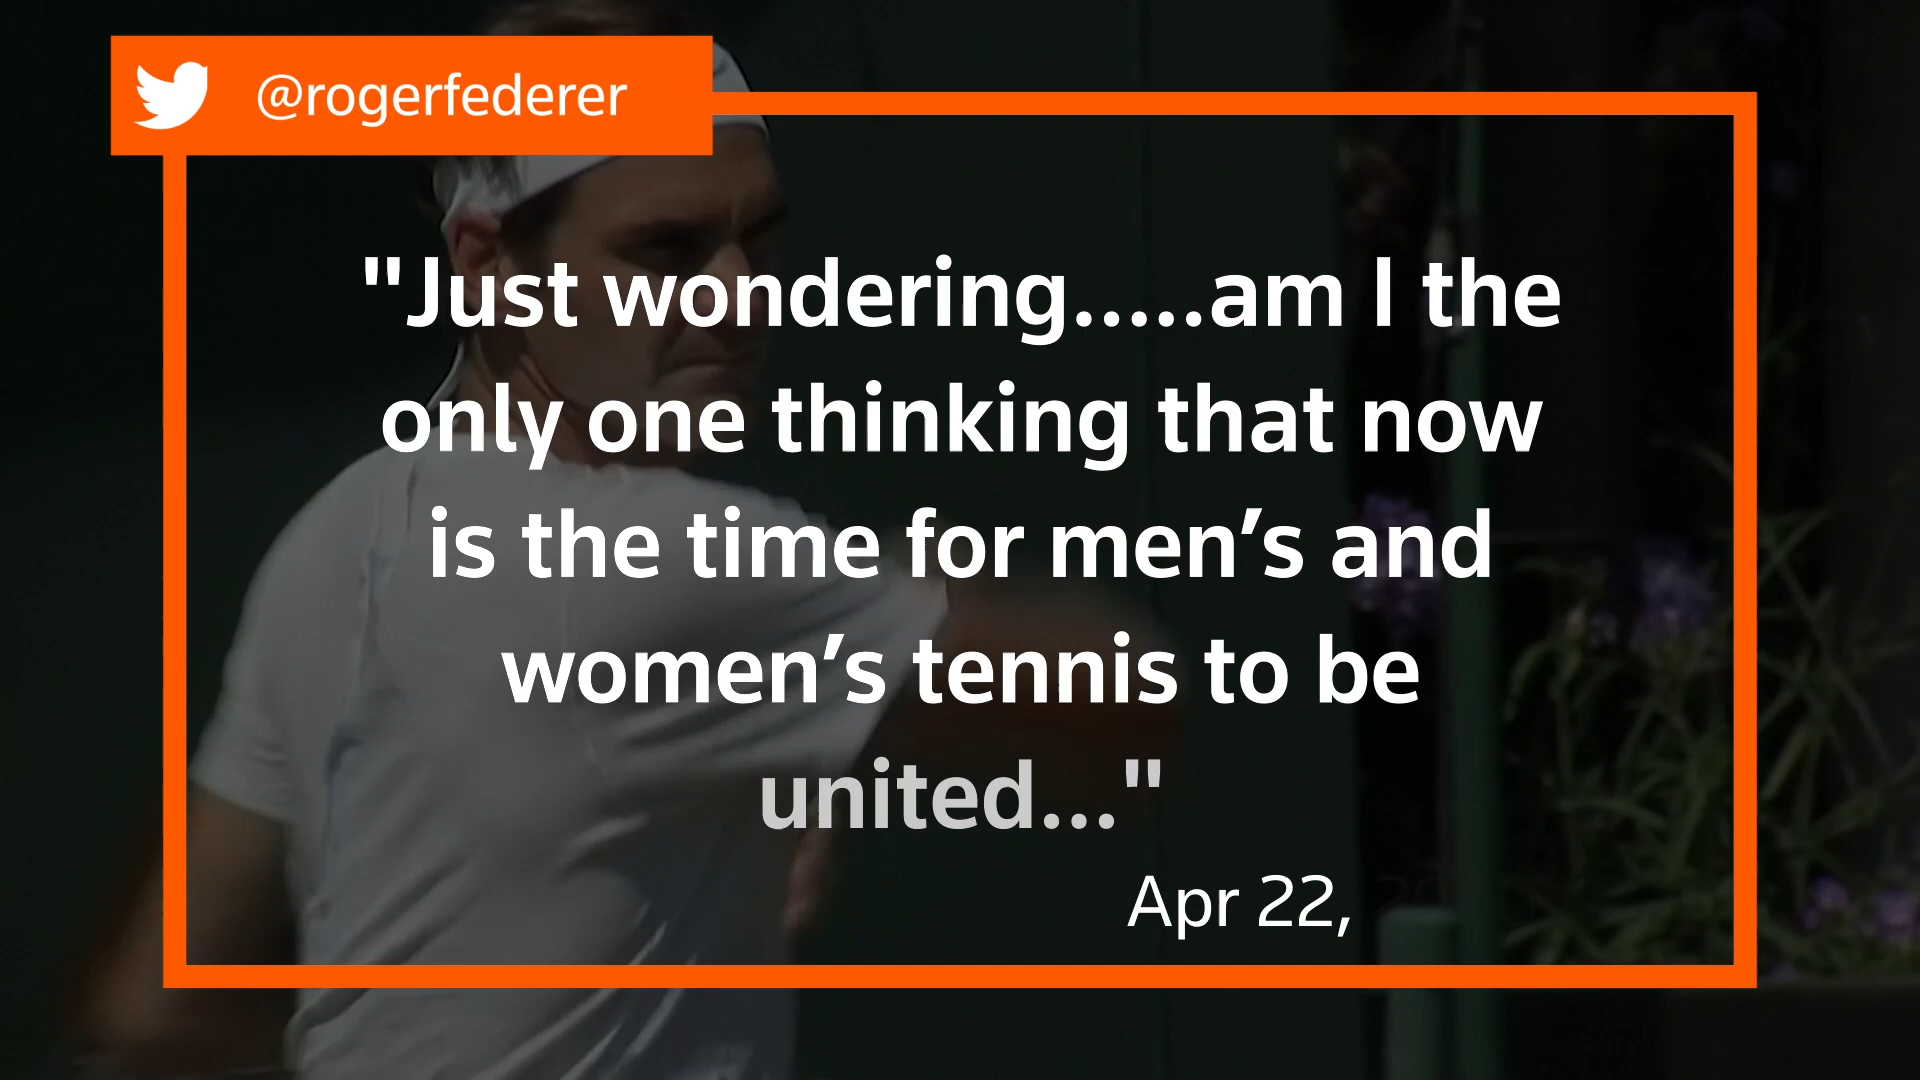 @rogerfederer
"Just wondering.....am I the
only one thinking that now
is the time for men’s and
women’s tennis to be
united..."
Apr 22,